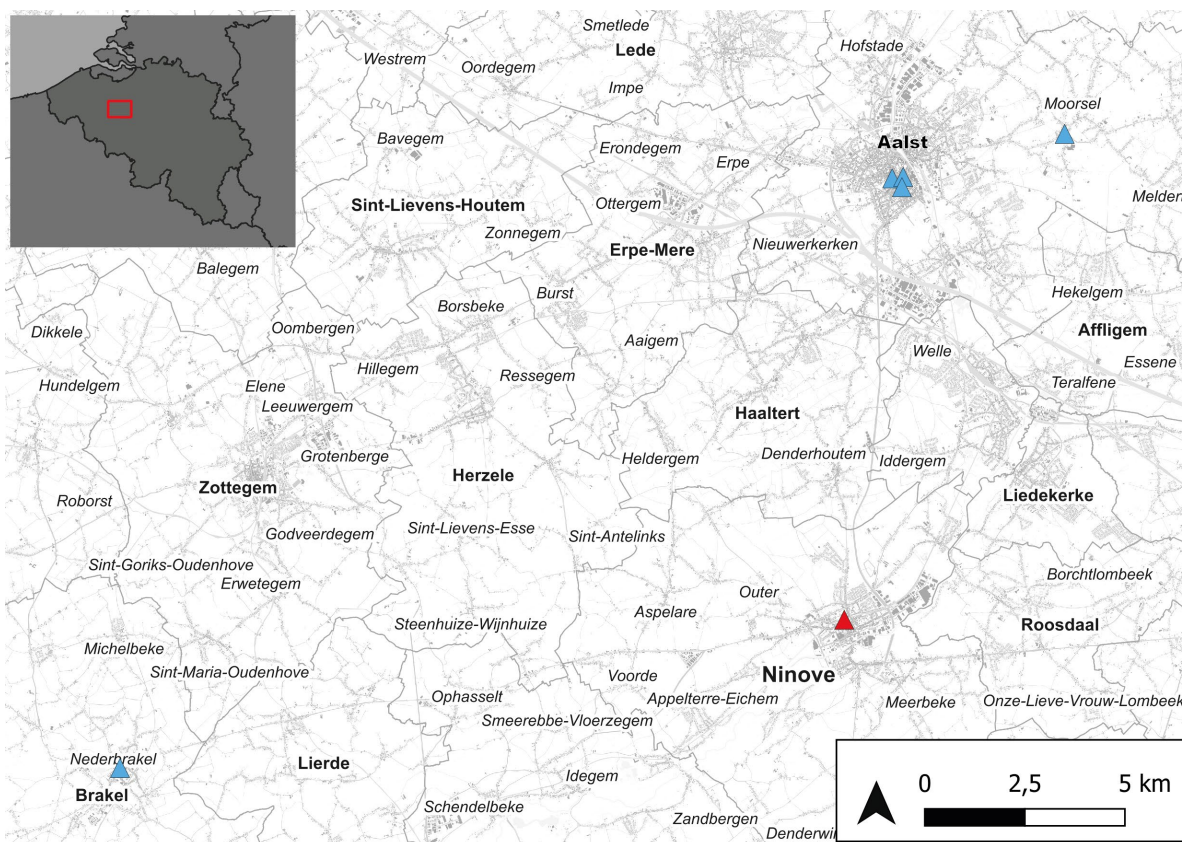 Smetlede
Lede
Hofstade
Westrem
Oordegem
Impe
Moorsel
Bavegem
Erondegem
Erpe
Aalst
Sint-Lievens-Houtem
Ottergem
Zonnegem
Erpe-Mere
Nieuwerkerken
Balegem
Burst
Borsbeke
Hekelgem
Dikkele
Oombergen
Affligem
Aaigem
Welle
Hillegem
Ressegem
Essene
Hundelgem
Elene
Teralfene
Leeuwergem
Haaltert
Grotenberge
Heldergem
Denderhoutem
Iddergem
Herzele
Zottegem
Roborst
Liedekerke
Sint-Lievens-Esse
Godveerdegem
Sint-Antelinks
Sint-Goriks-Oudenhove
Borchtlombeek
Erwetegem
Outer
Aspelare
Steenhuize-Wijnhuize
Roosdaal
Michelbeke
Sint-Maria-Oudenhove
Voorde
Ninove
Ophasselt
Appelterre-Eichem
Meerbeke
Onze-Lieve-Vrouw-Lombeek
Smeerebbe-Vloerzegem
Nederbrakel
Lierde
Idegem
Brakel
Schendelbeke
Zandbergen
0 2,5 5 km